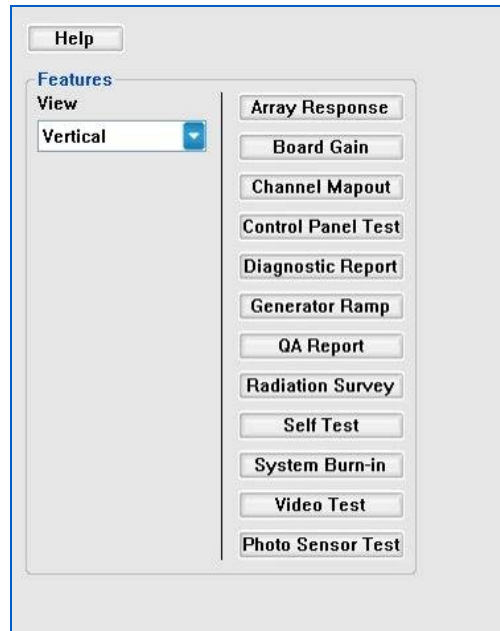 Help
Features
View
Vertical
Array Response
Board Gain
Channel Mapout
Control Panel Test
Diagnostic Report
Generator Ramp
QA Report
Radiation Survey
Self Test
System Burn-in
Video Test
Photo Sensor Test